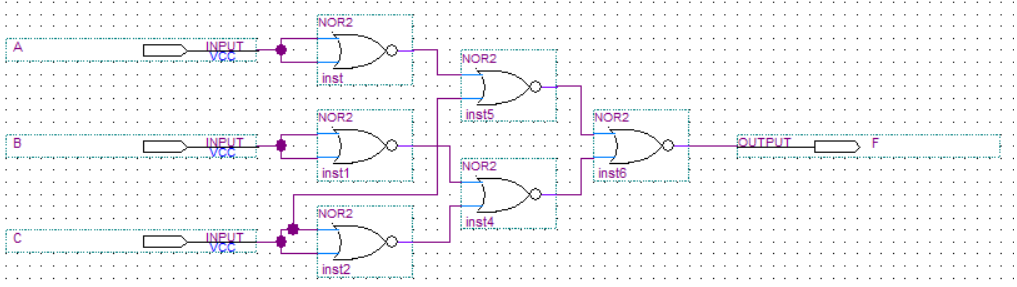 NOR2
A
INPUT
VCC
inst
NOR2
inst5
NOR2
B
INPUT
VCC
inst1
NOR2
inst6
OUTPUT
F
NOR2
inst4
NOR2
C
INPUT
VCC
inst2